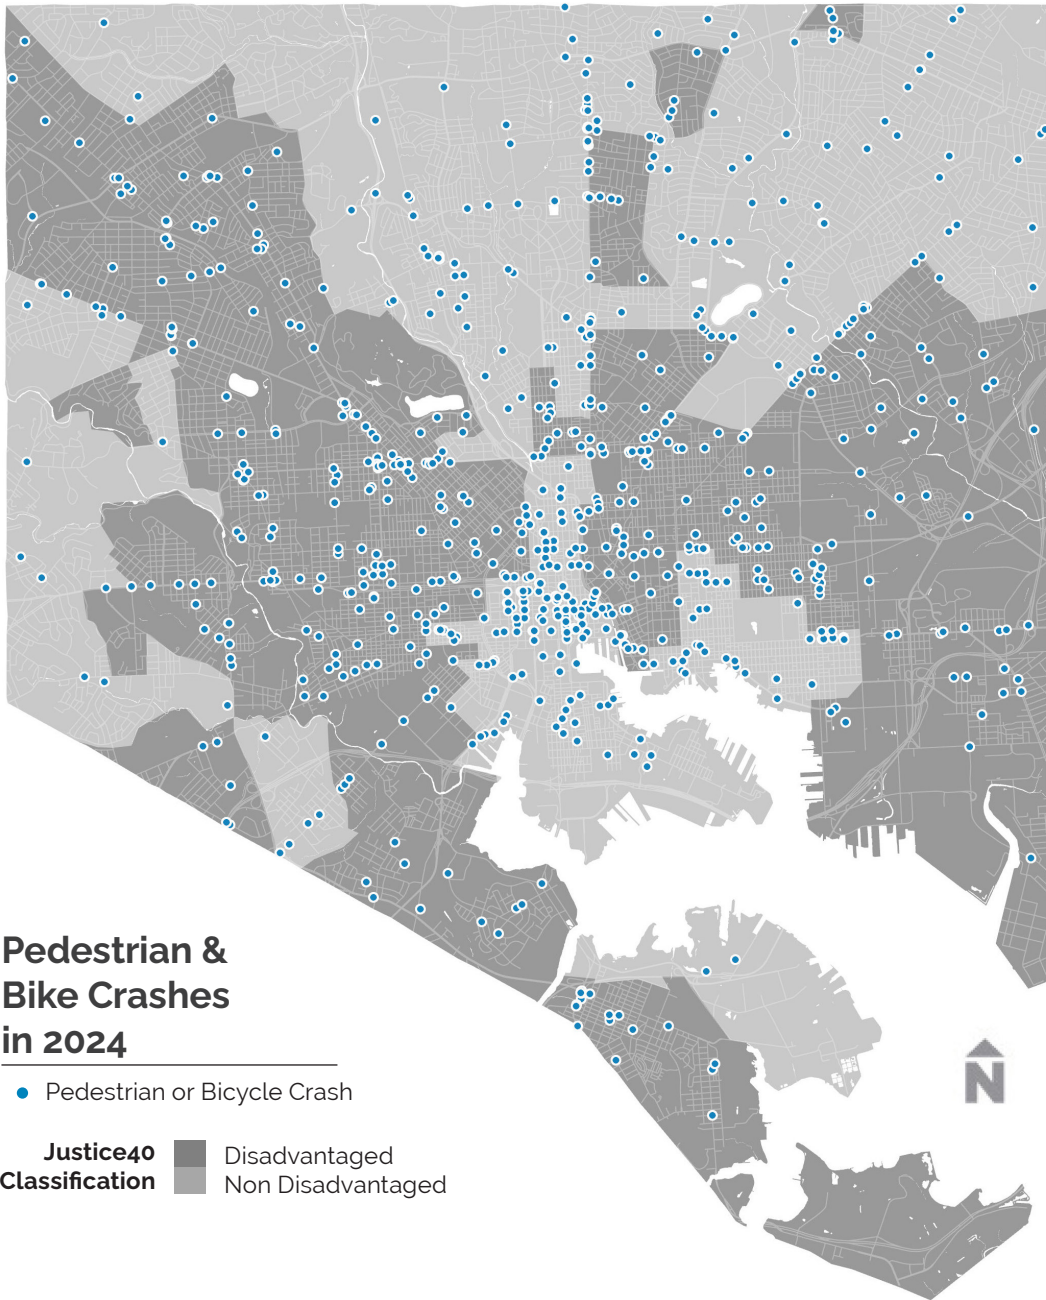 Pedestrian &
Bike Crashes
in 2024
Pedestrian or Bicycle Crash
Justice40
Classification
Disadvantaged
Non Disadvantaged
N